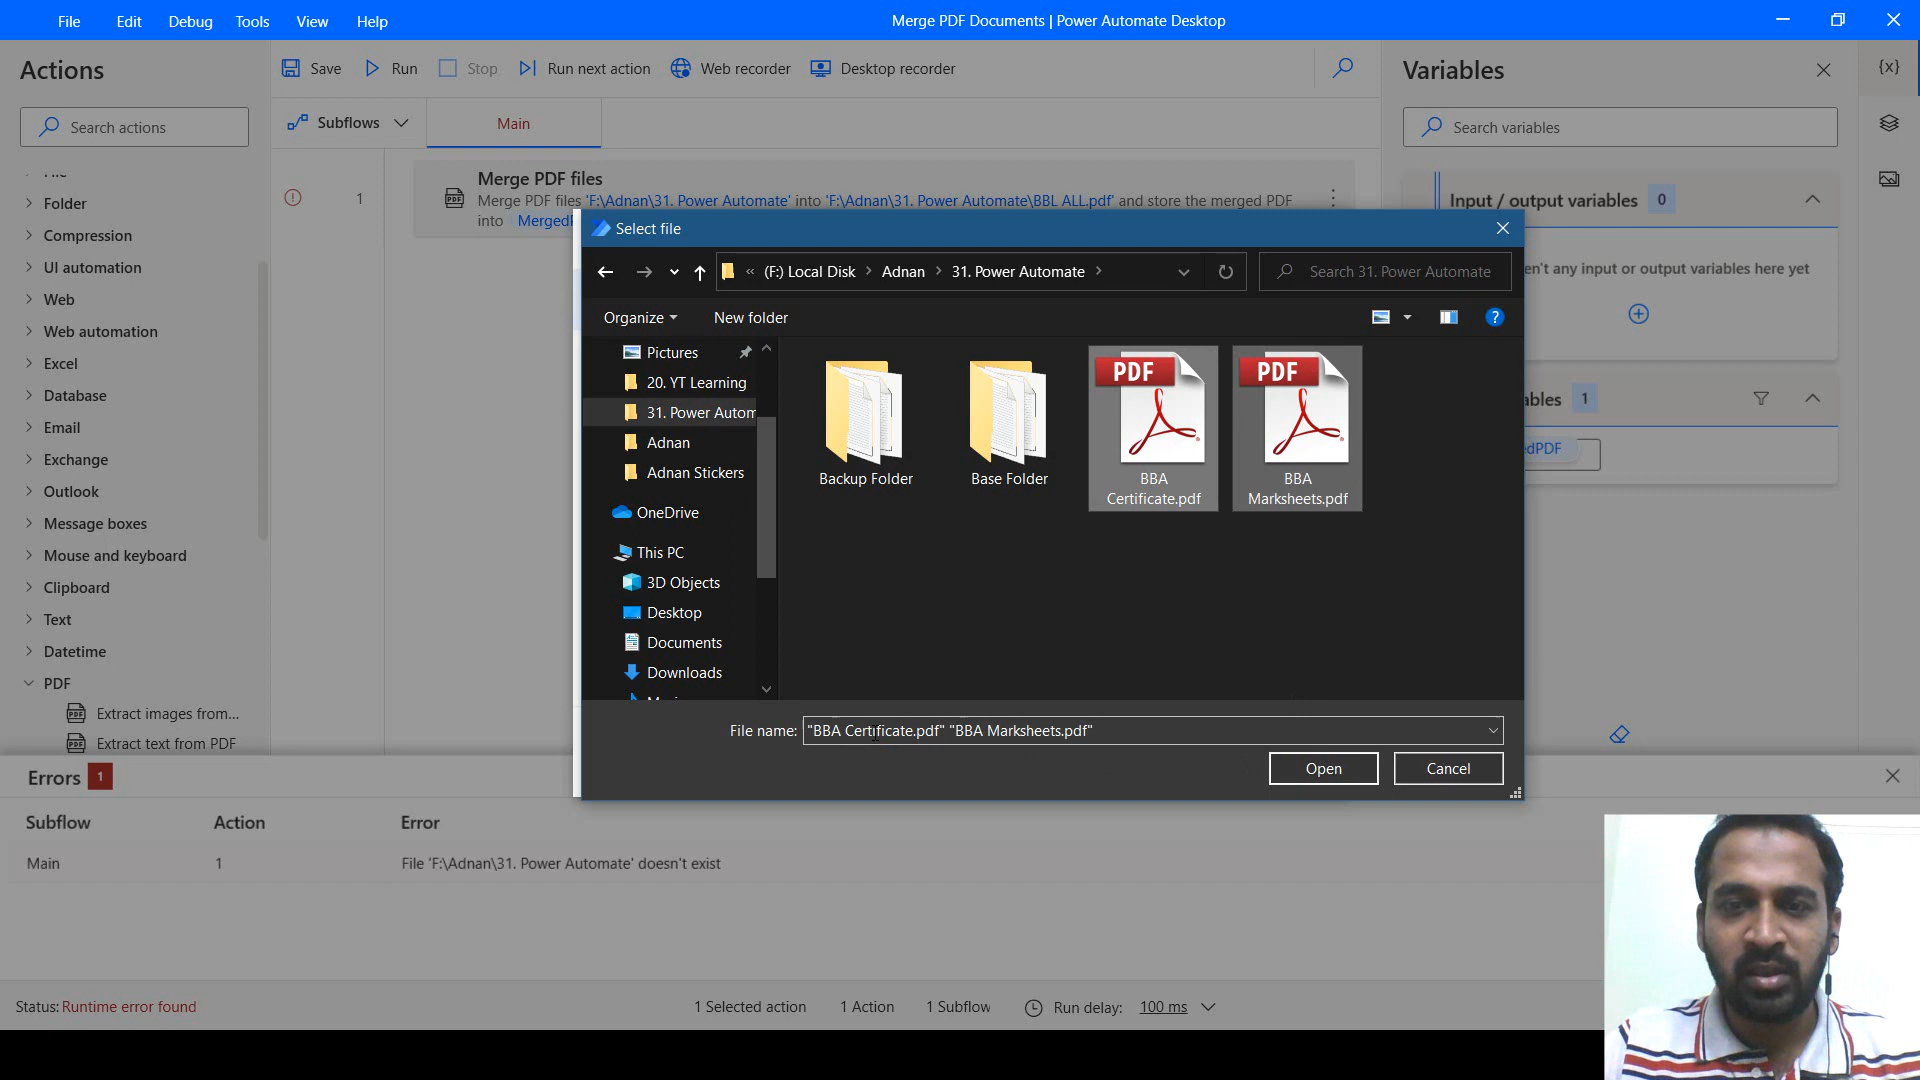 File Edit Debug Tools View Help
Merge PDF Documents | Power Automate Desktop
Actions
Search actions
Folder
Compression
UI automation
Web
Web automation
Excel
Database
Email
Exchange
Outlook
Message boxes
Mouse and keyboard
Clipboard
Text
Datetime
PDF
Extract images from...
Extract text from PDF
Save Run Stop Run next action Web recorder Desktop recorder
Subflows
Main
1
Merge PDF files
Merge PDF files 'F:\Adnan\31. Power Automate' into 'F:\Adnan\31. Power Automate\BBL ALL.pdf' and store the merged PDF
into
Select file
« (F:) Local Disk > Adnan > 31. Power Automate >
Search 31. Power Automate
Organize New folder
Pictures
20. YT Learning
31. Power Autom
Adnan
Adnan Stickers
OneDrive
This PC
3D Objects
Desktop
Documents
Downloads
Backup Folder
Base Folder
PDF
BBA
Certificate.pdf
PDF
BBA
Marksheets.pdf
File name: "BBA Certificate.pdf" "BBA Marksheets.pdf"
Open Cancel
Variables
{x}
Search variables
Input / output variables 0
en't any input or output variables here yet
ables 1
dPDF
Errors 1
Subflow Action Error
Main 1 File 'F:\Adnan\31. Power Automate' doesn't exist
Status: Runtime error found
1 Selected action 1 Action 1 Subflow Run delay: 100 ms